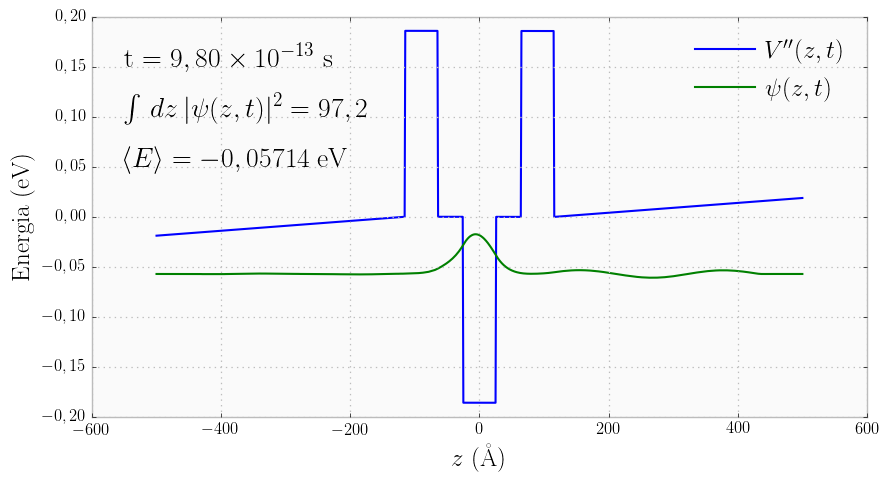 t = 9,80 × 10⁻¹³ s
∫ dz |ψ(z,t)|² = 97,2
⟨E⟩ = −0,05714 eV
V′′(z,t)
ψ(z,t)
Energia (eV)
0,20
0,15
0,10
0,05
0,00
−0,05
−0,10
−0,15
−0,20
−600 −400 −200 0 200 400 600
z (Å)